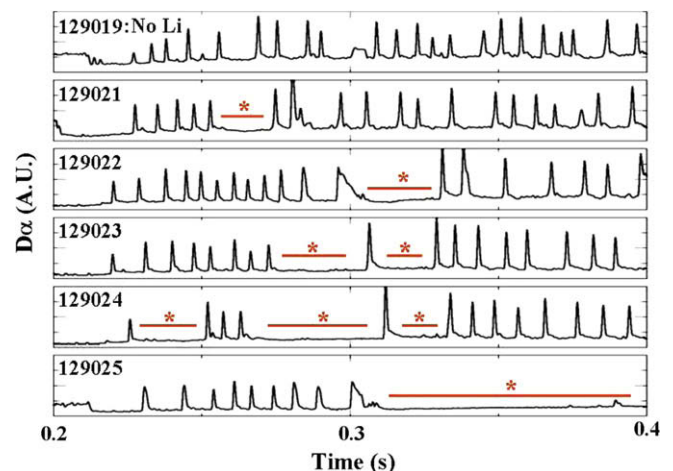 129019:No Li
129021
*
129022
*
129023
* *
129024
* * *
129025
*
Dα (A.U.)
0.2 0.3 0.4
Time (s)